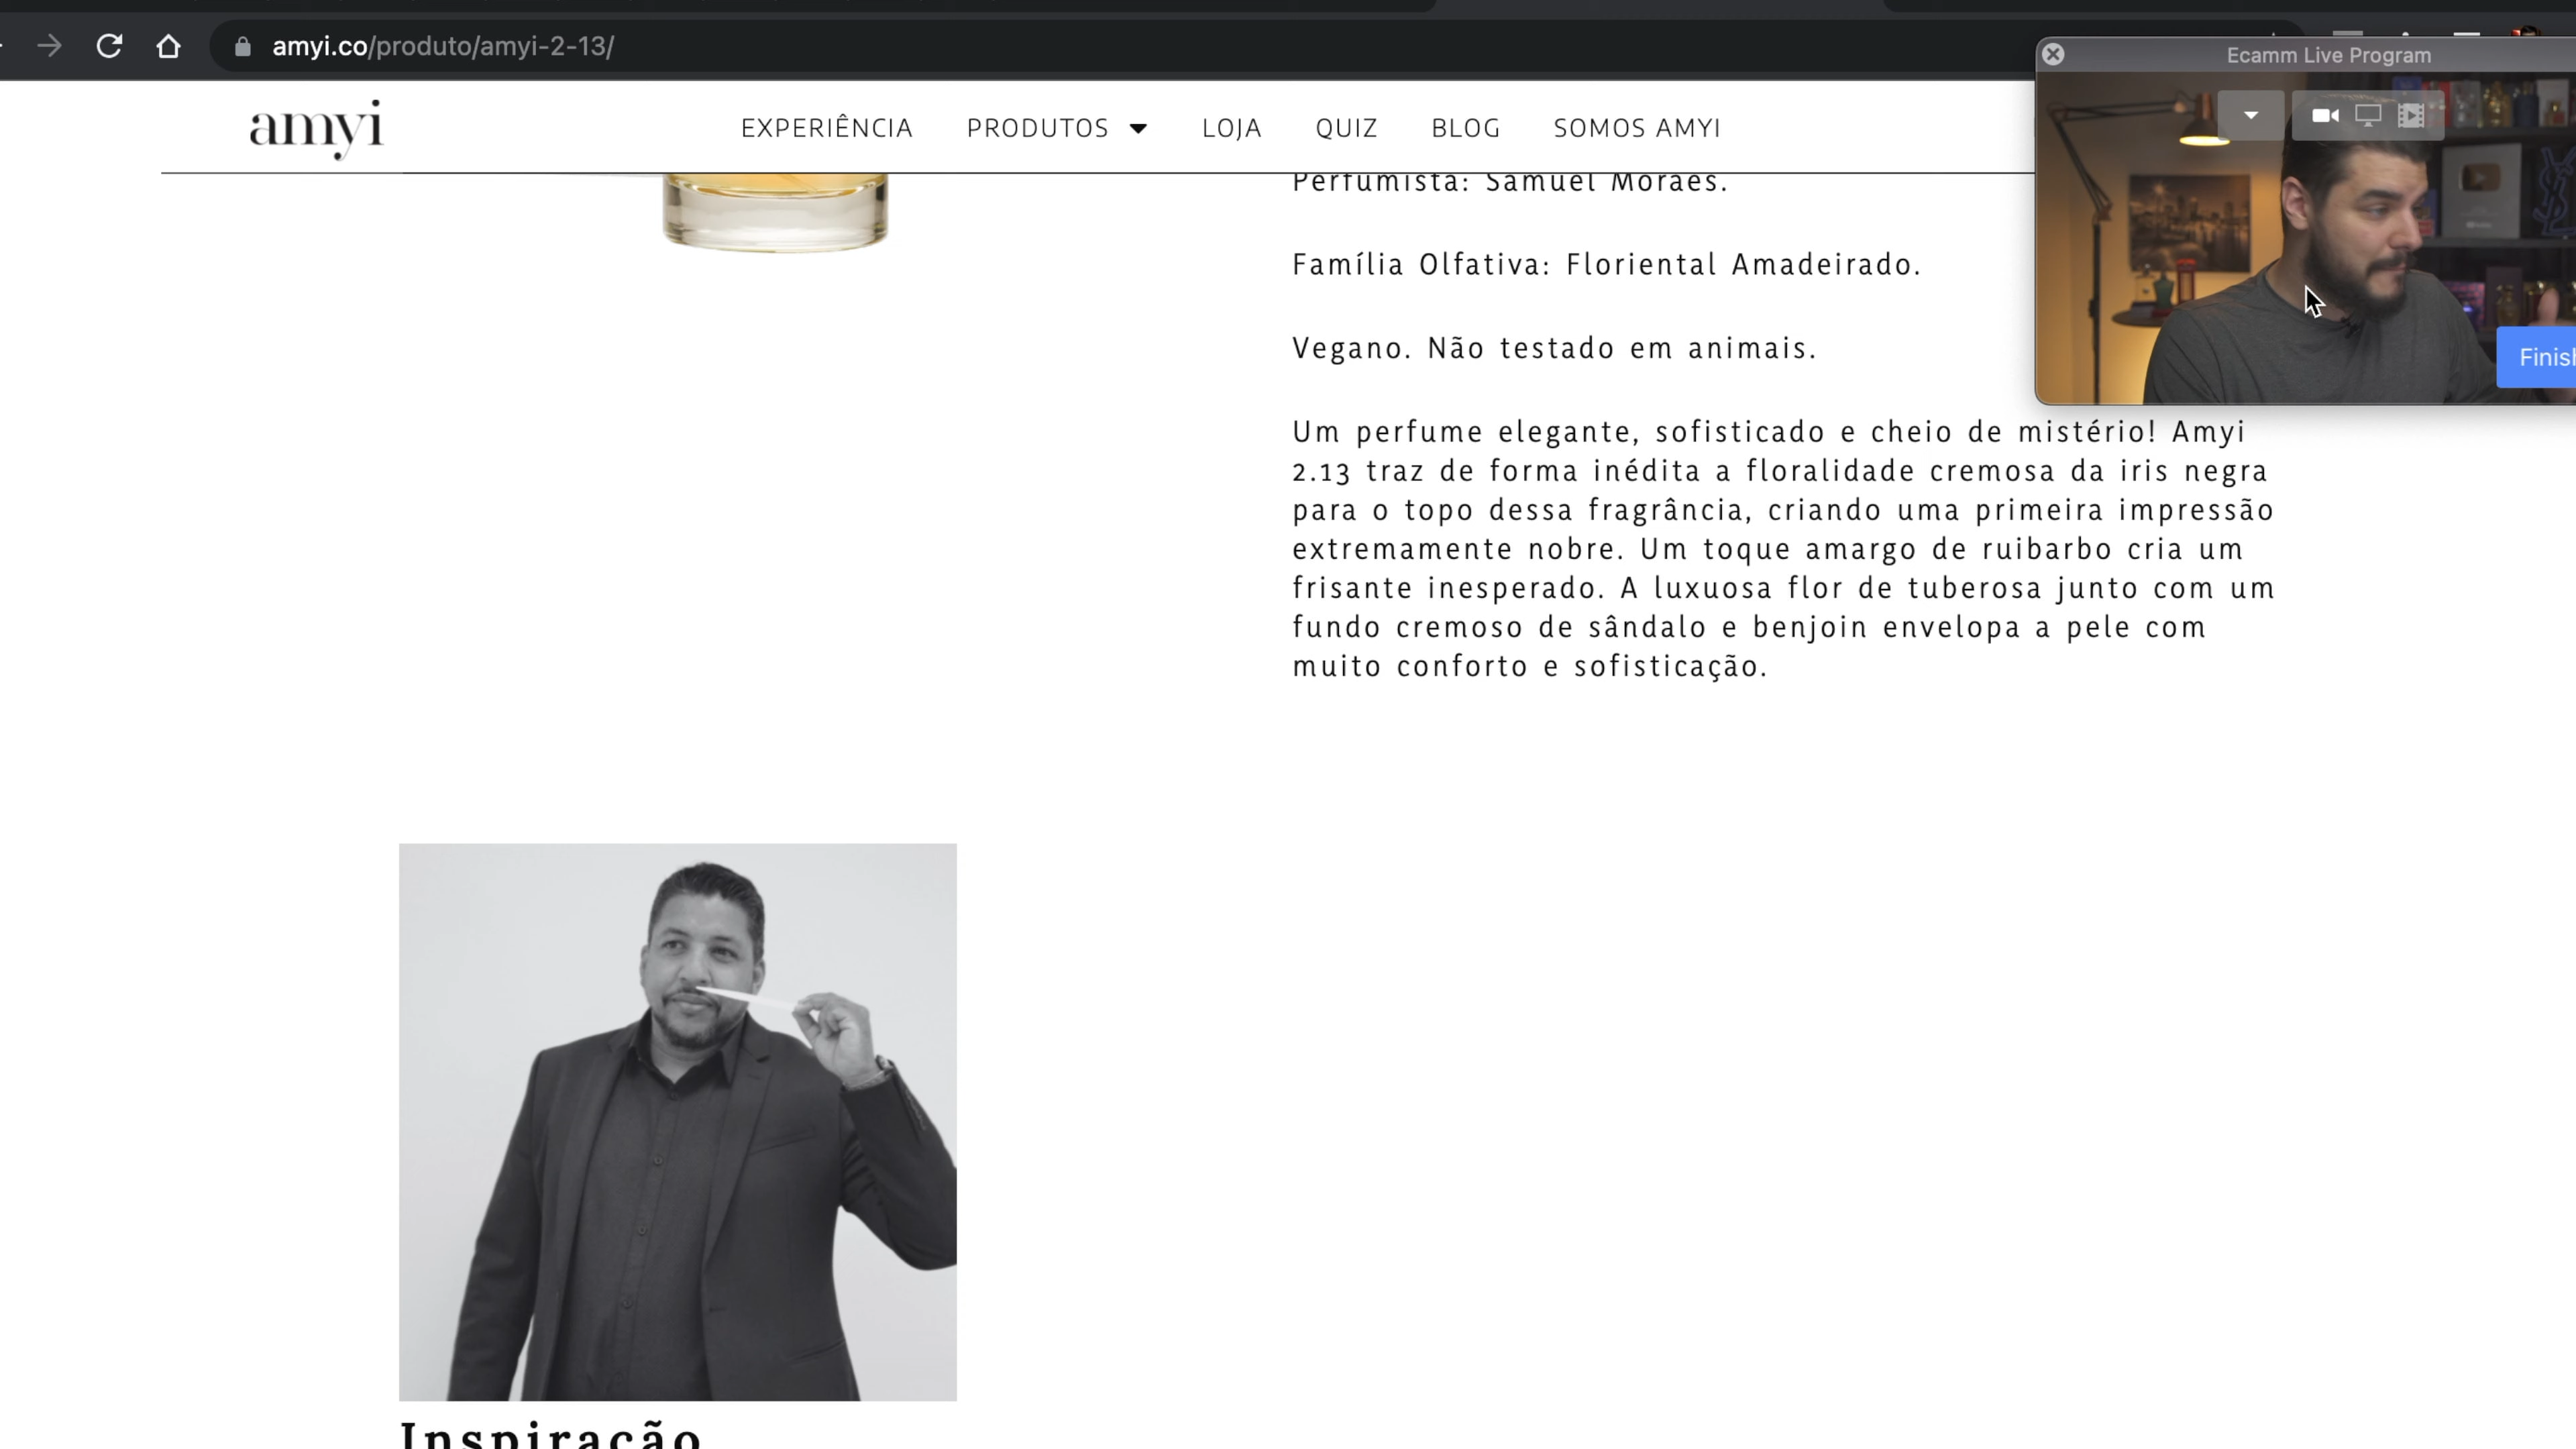 amyi.co/produto/amyi-2-13/
Ecamm Live Program
amyi
EXPERIÊNCIA PRODUTOS LOJA QUIZ BLOG SOMOS AMYI
Perfumista: Samuel Moraes.
Família Olfativa: Floriental Amadeirado.
Vegano. Não testado em animais.
Finish
Um perfume elegante, sofisticado e cheio de mistério! Amyi
2.13 traz de forma inédita a floralidade cremosa da iris negra
para o topo dessa fragrância, criando uma primeira impressão
extremamente nobre. Um toque amargo de ruibarbo cria um
frisante inesperado. A luxuosa flor de tuberosa junto com um
fundo cremoso de sândalo e benjoin envelopa a pele com
muito conforto e sofisticação.
Inspiração